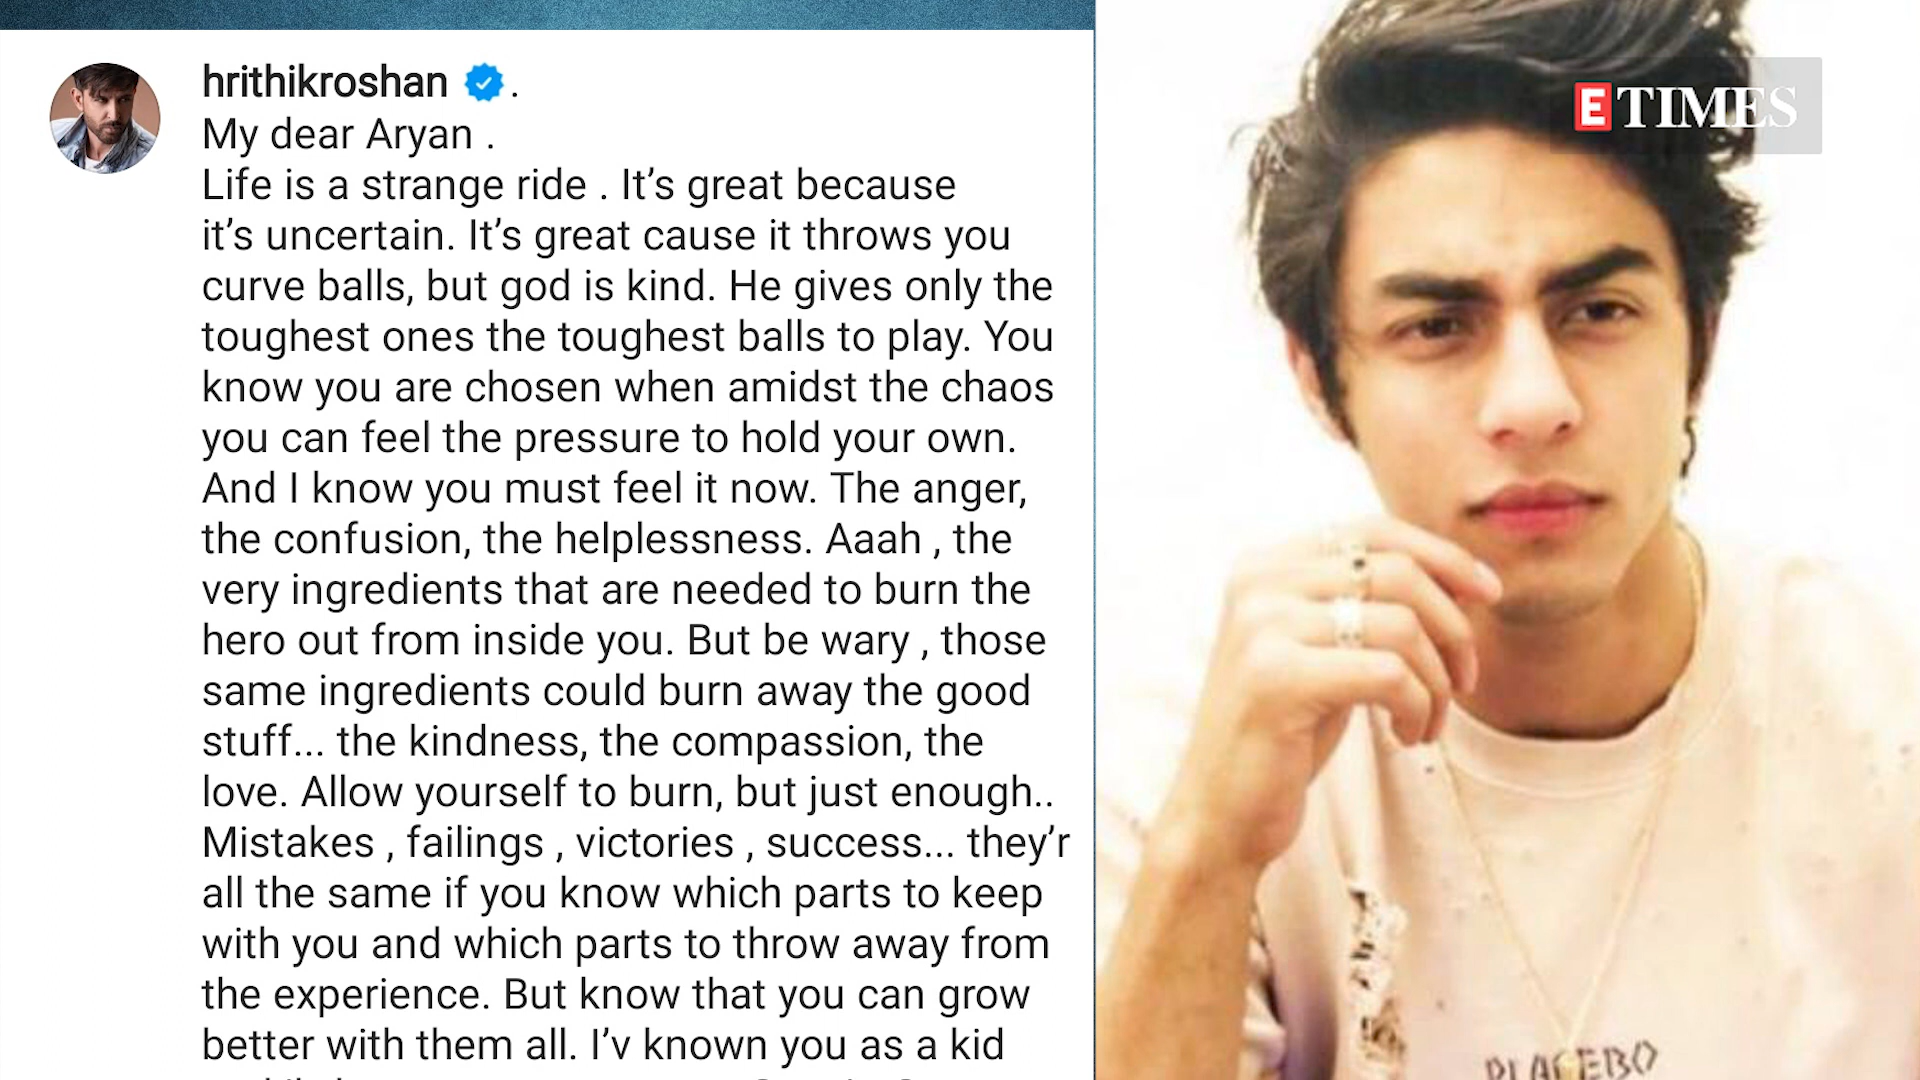 hrithikroshan .
My dear Aryan .
Life is a strange ride . It’s great because
it’s uncertain. It’s great cause it throws you
curve balls, but god is kind. He gives only the
toughest ones the toughest balls to play. You
know you are chosen when amidst the chaos
you can feel the pressure to hold your own.
And I know you must feel it now. The anger,
the confusion, the helplessness. Aaah , the
very ingredients that are needed to burn the
hero out from inside you. But be wary , those
same ingredients could burn away the good
stuff... the kindness, the compassion, the
love. Allow yourself to burn, but just enough..
Mistakes , failings , victories , success... they’r
all the same if you know which parts to keep
with you and which parts to throw away from
the experience. But know that you can grow
better with them all. I’v known you as a kid
ETIMES
PLACEBO